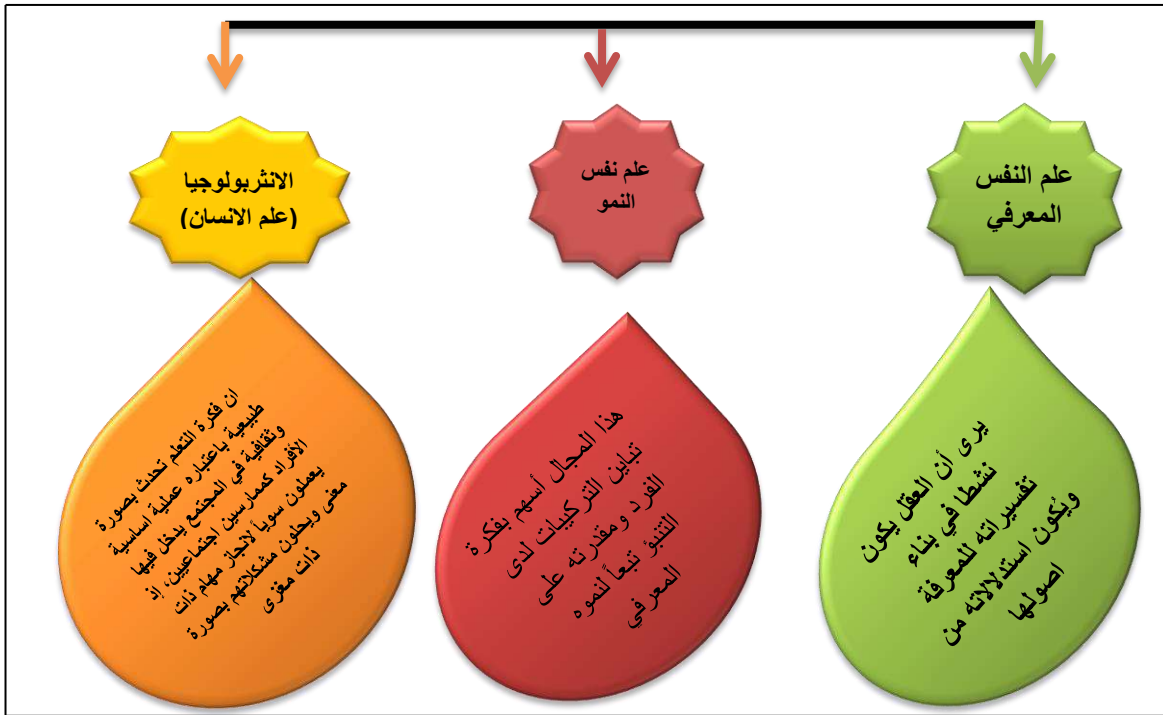 علم النفس
المعرفي
علم نفس
النمو
الانثربولوجيا
(علم الانسان)
يرى أن العقل يكون
نشطا في بناء
تفسيراته للمعرفة
ويُكون استدلالاته من
اصولها
هذا المجال أسهم بفكرة
تباين التركيبات لدى
الفرد ومقدرته على
التنبؤ تبعاً لنموه
المعرفي
ان فكرة التعلم تحدث بصورة
طبيعية باعتباره عملية اساسية
وثقافية في المجتمع يدخل فيها
الأفراد كممارسين اجتماعيين، إذ
يعملون سوياً لانجاز مهام ذات
معنى ويحلون مشكلاتهم بصورة
ذات مغزى